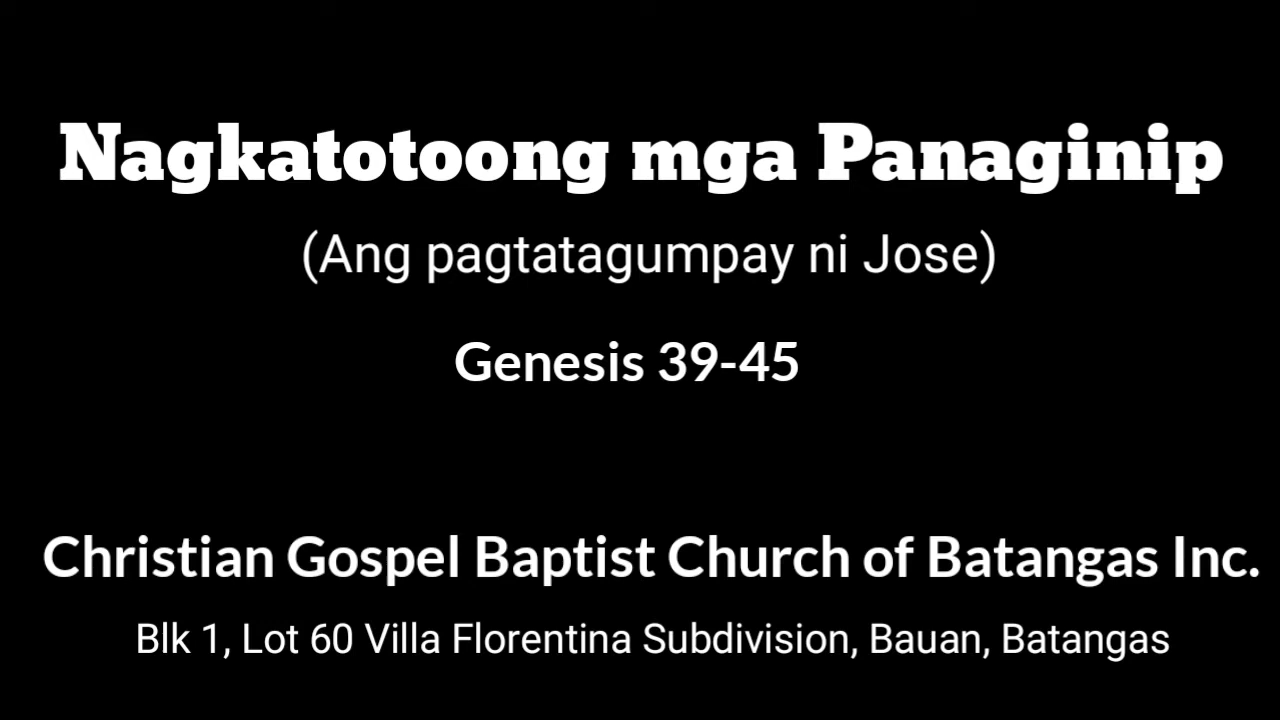 Nagkatotoong mga Panaginip
(Ang pagtatagumpay ni Jose)
Genesis 39-45
Christian Gospel Baptist Church of Batangas Inc.
Blk 1, Lot 60 Villa Florentina Subdivision, Bauan, Batangas